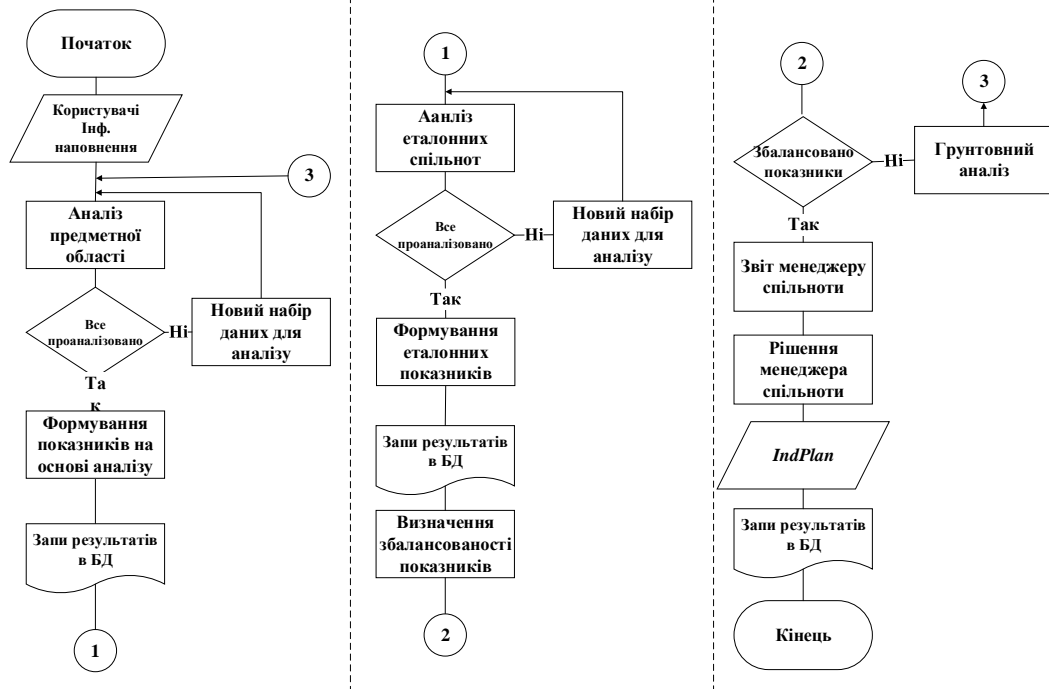 Початок
Користувачі
Інф.
наповнення
3
Аналіз
предметної
області
Все
проаналізовано
Ні
Новий набір
даних для
аналізу
Та
к
Формування
показників на
основі аналізу
Запи результатів
в БД
1
1
Аанліз
еталонних
спільнот
Все
проаналізовано
Ні
Новий набір
даних для
аналізу
Так
Формування
еталонних
показників
Запи результатів
в БД
Визначення
збалансованості
показників
2
2
Збалансовано
показники
Ні
Грунтовний
аналіз
3
Так
Звіт менеджеру
спільноти
Рішення
менеджера
спільноти
IndPlan
Запи результатів
в БД
Кінець